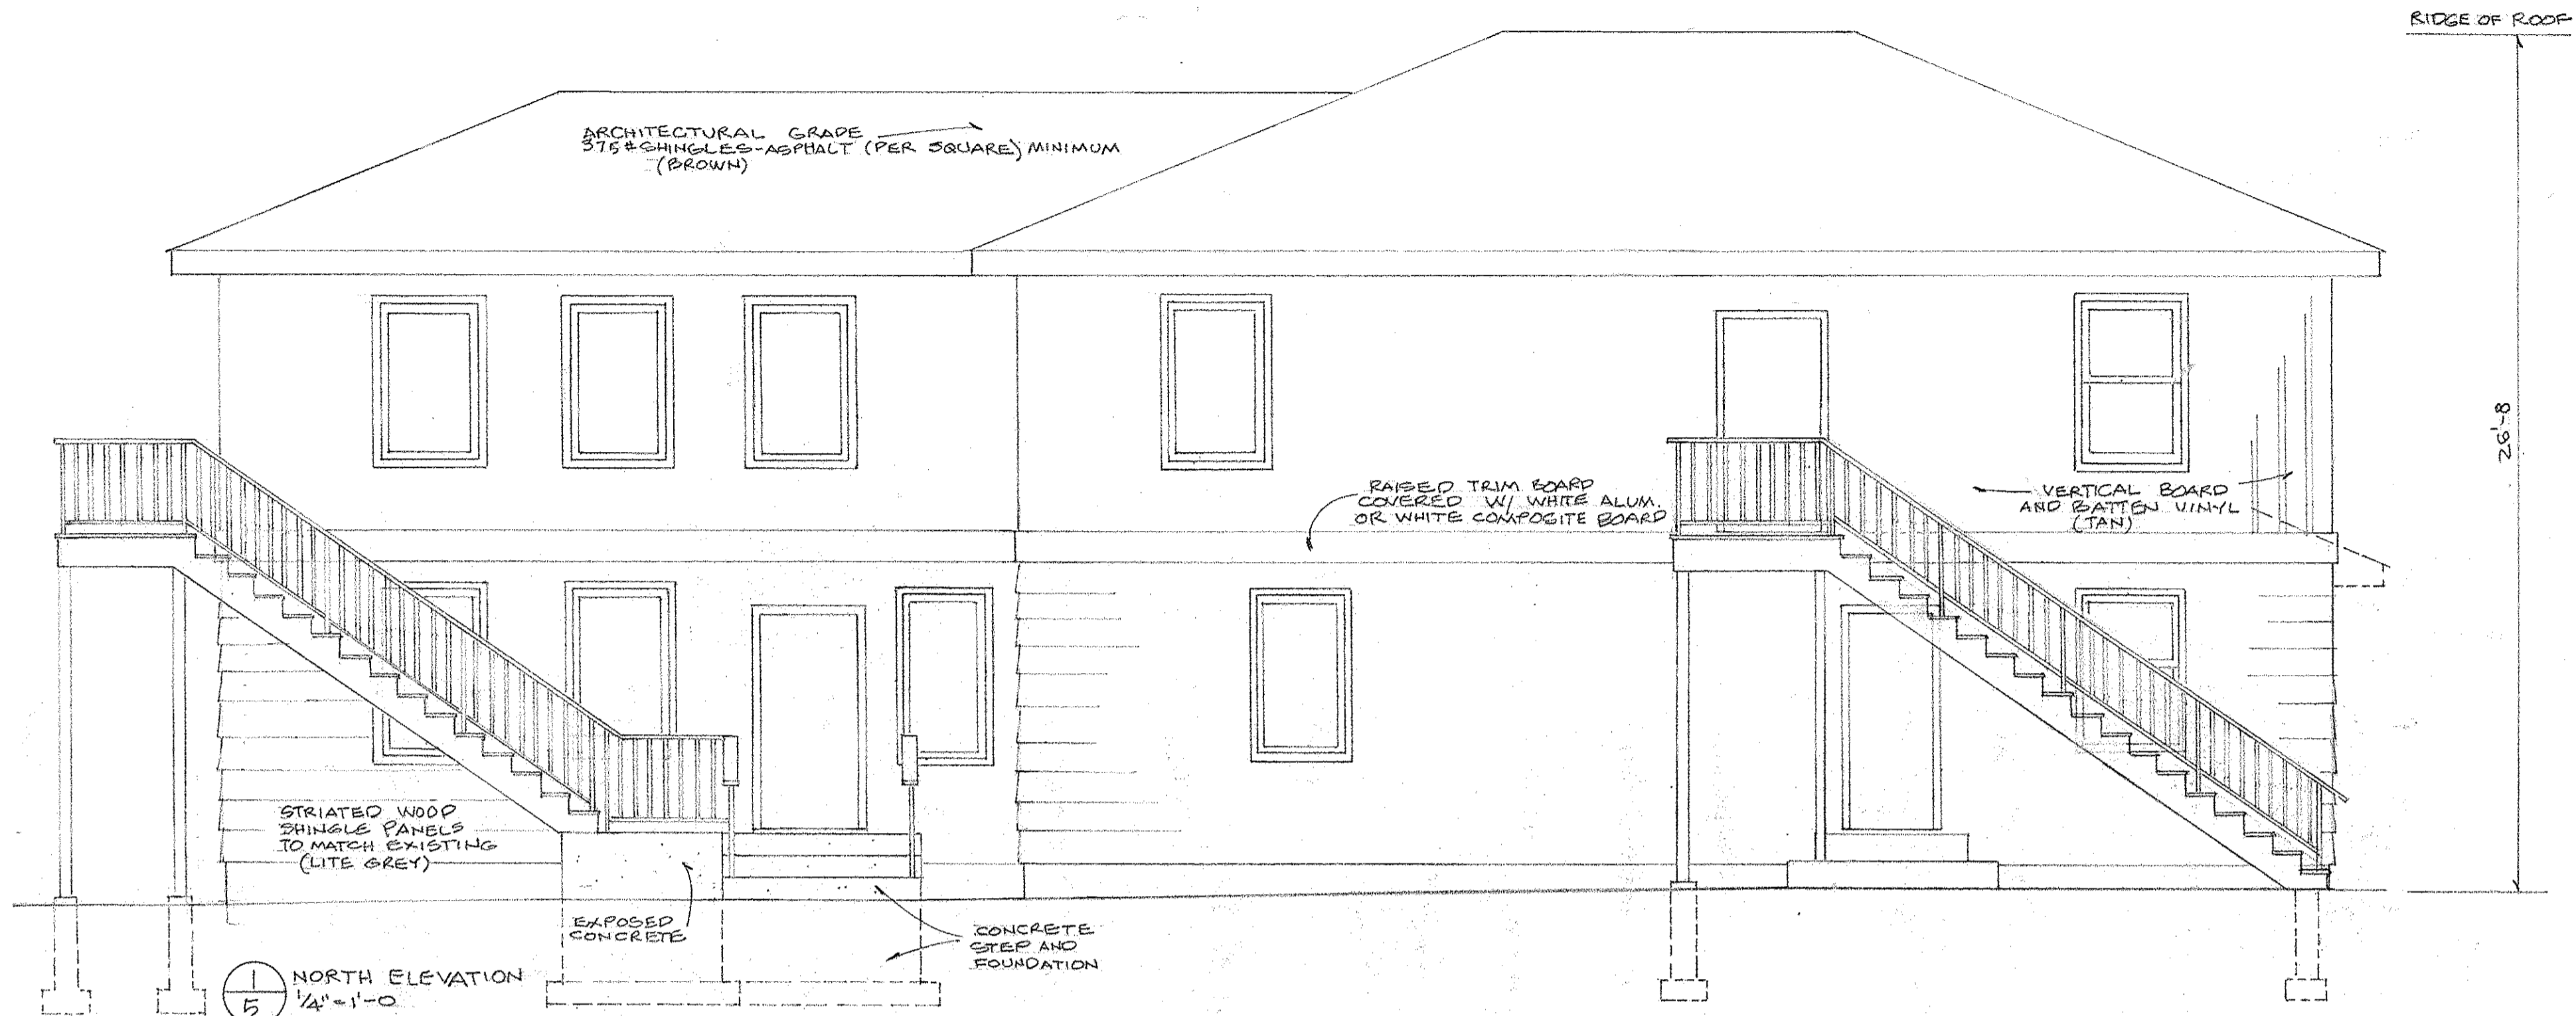 RIDGE OF ROOF
ARCHITECTURAL GRADE
375# SHINGLES-ASPHALT (PER SQUARE) MINIMUM
(BROWN)
26'-8
RAISED TRIM BOARD
COVERED W/ WHITE ALUM.
OR WHITE COMPOSITE BOARD
VERTICAL BOARD
AND BATTEN VINYL
(TAN)
STRIATED WOOD
SHINGLE PANELS
TO MATCH EXISTING
(LITE GREY)
EXPOSED
CONCRETE
CONCRETE
STEP AND
FOUNDATION
1
5
NORTH ELEVATION
1/4" = 1'-0